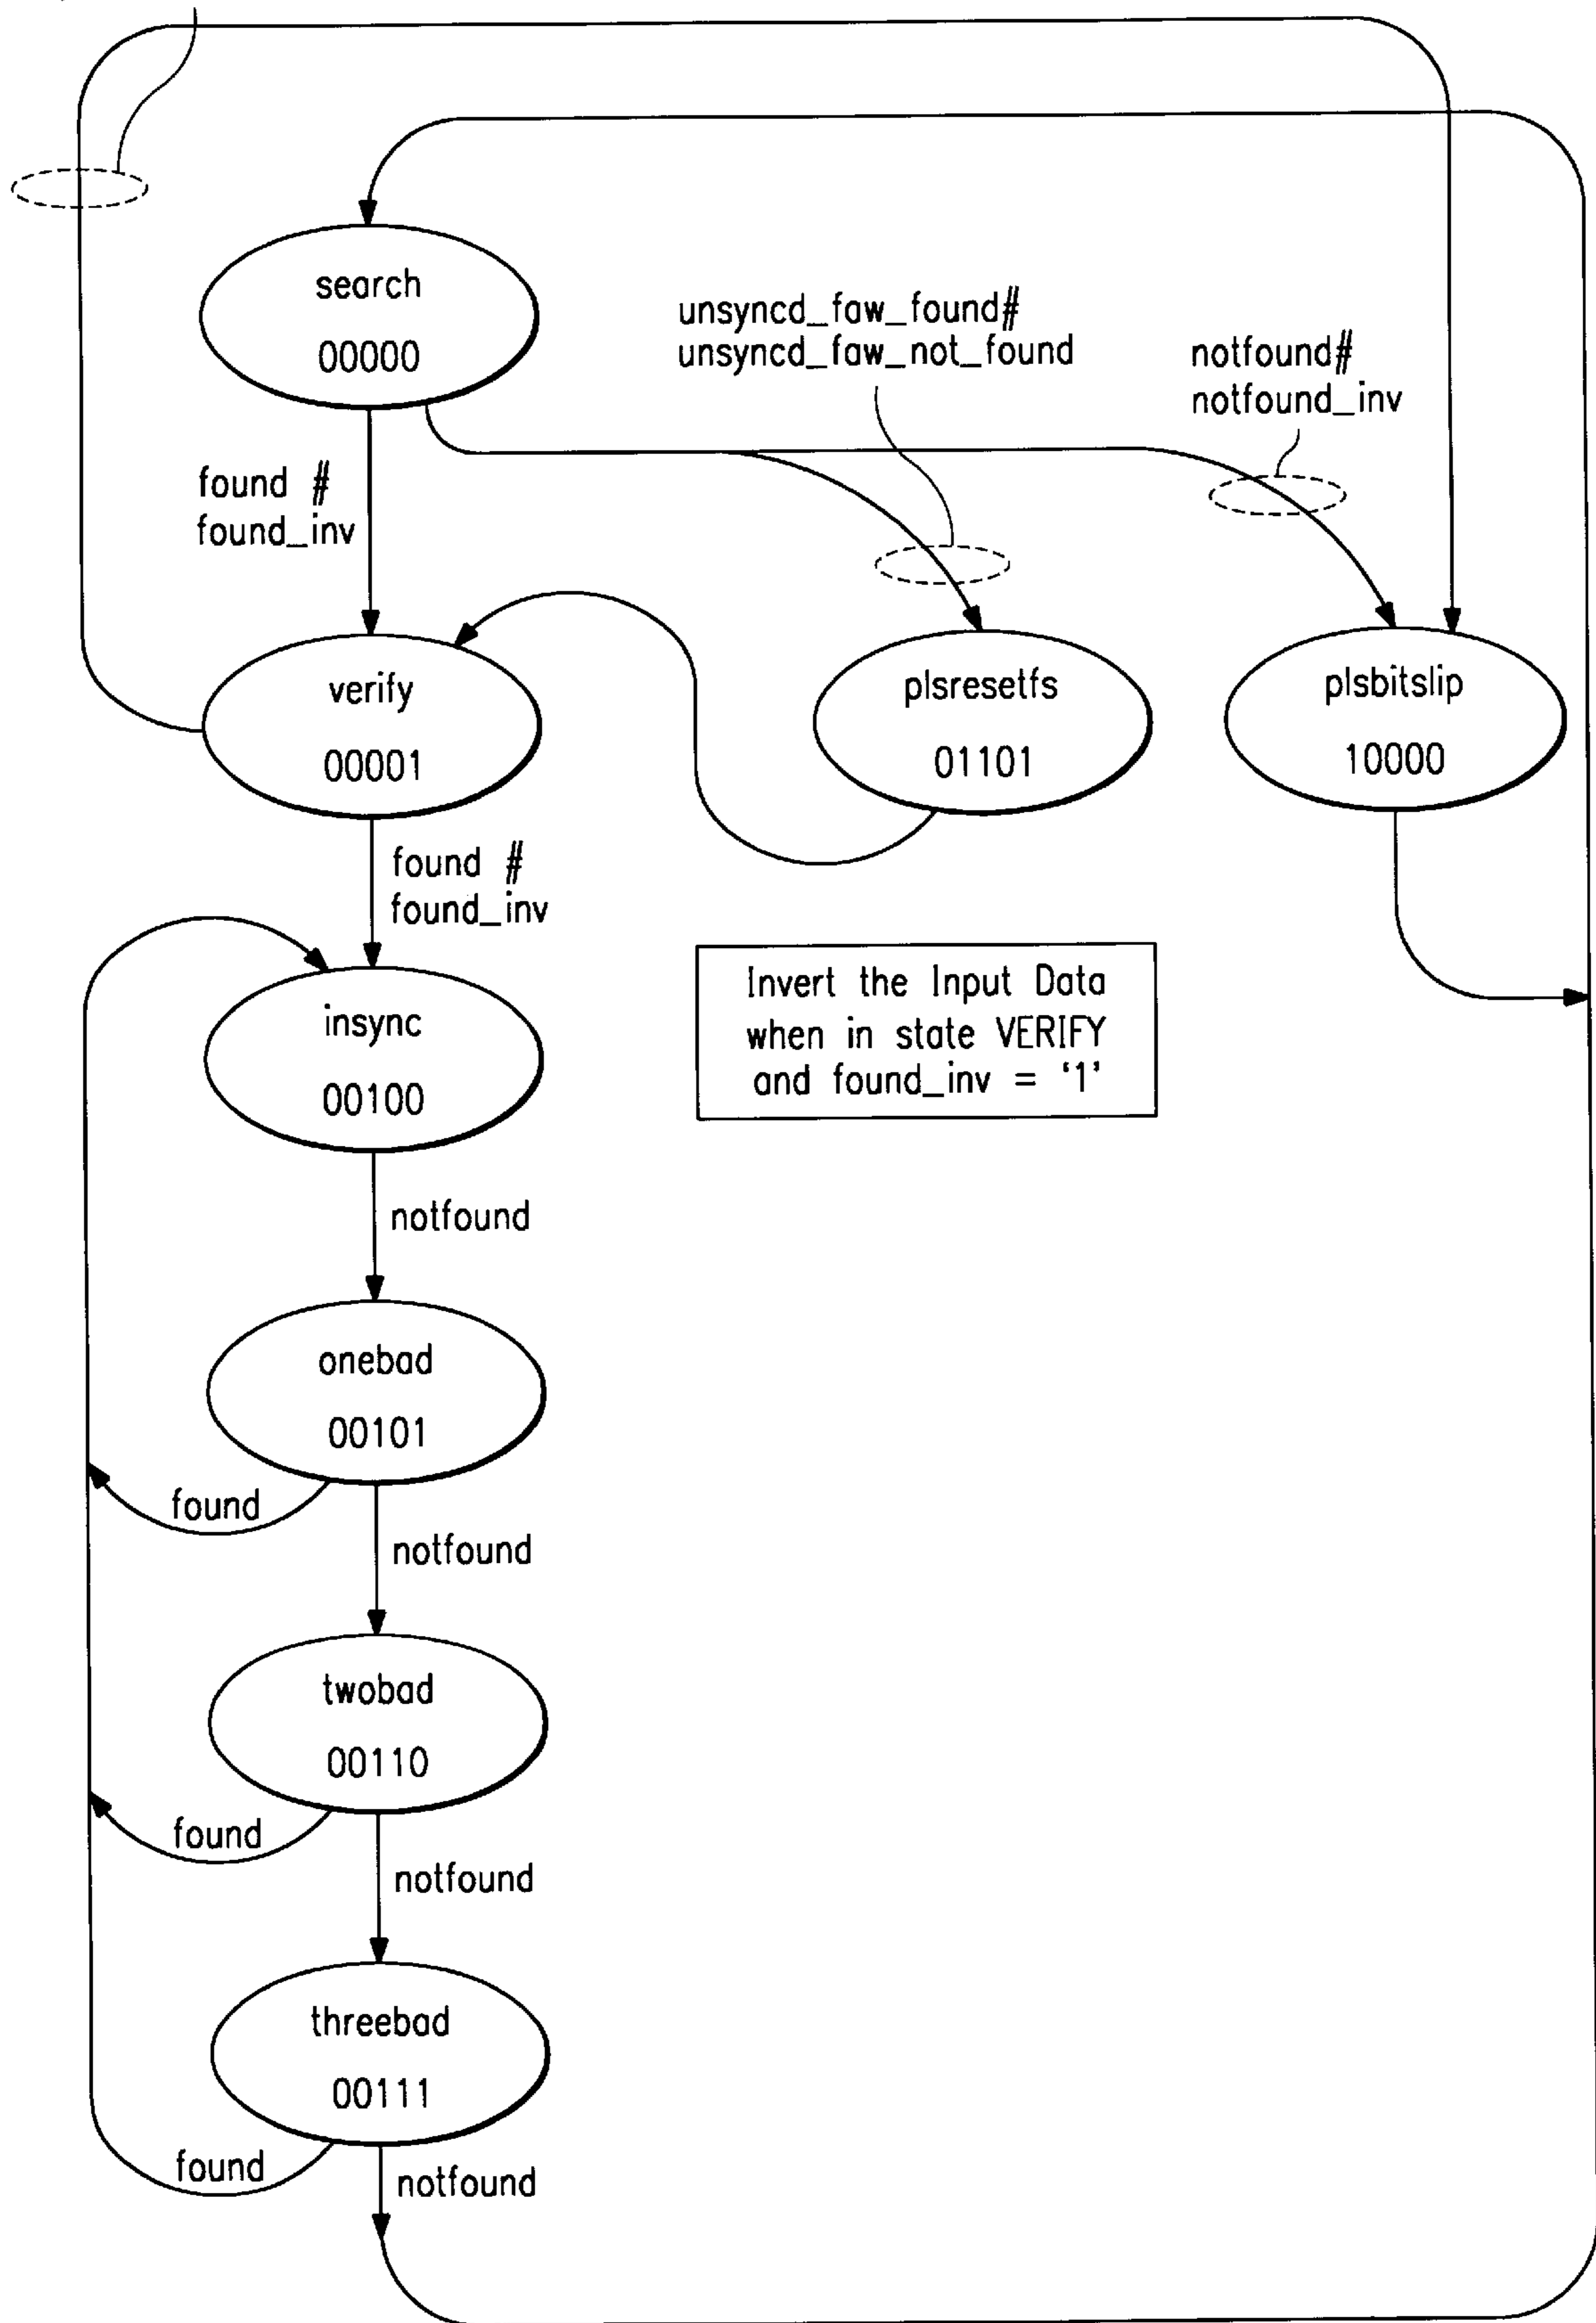 search
00000
unsyncd_faw_found#
unsyncd_faw_not_found
notfound#
notfound_inv
found #
found_inv
verify
00001
plsresetfs
01101
plsbitslip
10000
found #
found_inv
insync
00100
Invert the Input Data
when in state VERIFY
and found_inv = ‘1’
notfound
onebad
00101
found
notfound
twobad
00110
found
notfound
threebad
00111
found
notfound